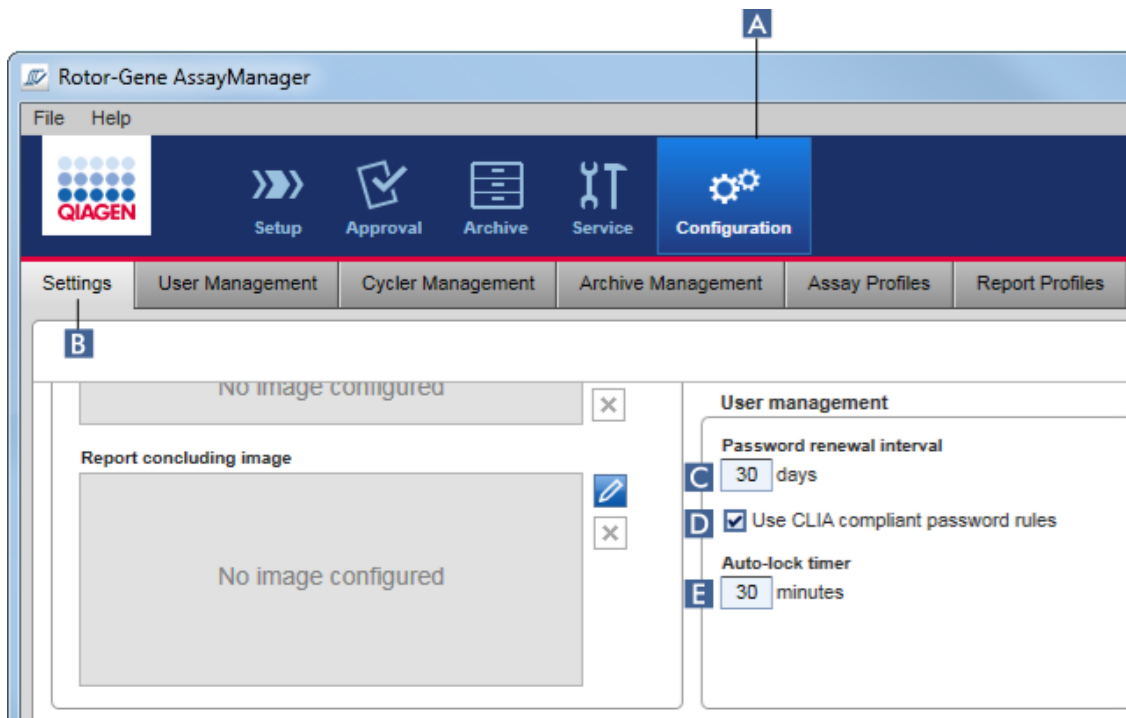 A
Rotor-Gene AssayManager
File Help
QIAGEN
Setup Approval Archive Service Configuration
Settings User Management Cycler Management Archive Management Assay Profiles Report Profiles
B
No image configured
Report concluding image
No image configured
User management
Password renewal interval
C 30 days
D Use CLIA compliant password rules
Auto-lock timer
E 30 minutes